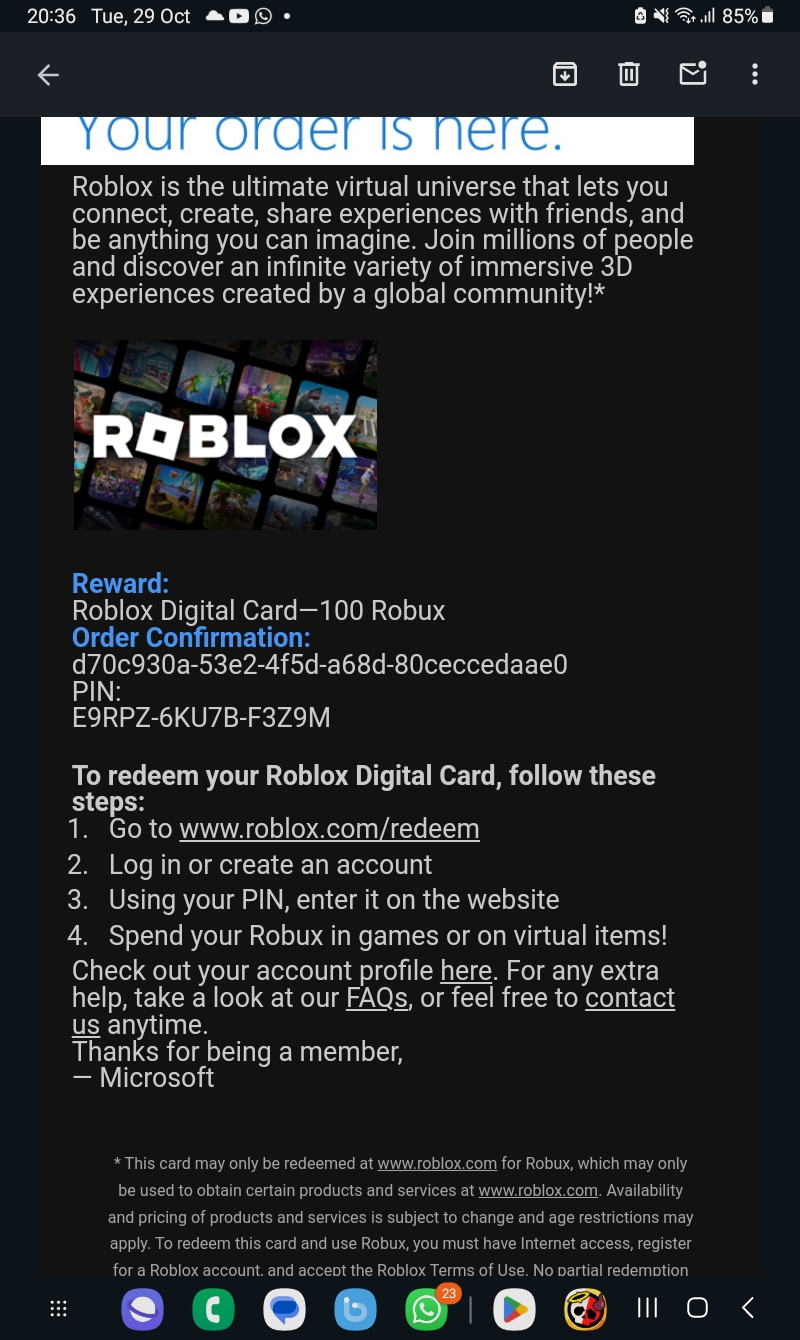 20:36 Tue, 29 Oct 85%
Your order is here.
Roblox is the ultimate virtual universe that lets you
connect, create, share experiences with friends, and
be anything you can imagine. Join millions of people
and discover an infinite variety of immersive 3D
experiences created by a global community!*
ROBLOX
Reward:
Roblox Digital Card—100 Robux
Order Confirmation:
d70c930a-53e2-4f5d-a68d-80ceccedaae0
PIN:
E9RPZ-6KU7B-F3Z9M
To redeem your Roblox Digital Card, follow these
steps:
1. Go to www.roblox.com/redeem
2. Log in or create an account
3. Using your PIN, enter it on the website
4. Spend your Robux in games or on virtual items!
Check out your account profile here. For any extra
help, take a look at our FAQs, or feel free to contact
us anytime.
Thanks for being a member,
— Microsoft
* This card may only be redeemed at www.roblox.com for Robux, which may only
be used to obtain certain products and services at www.roblox.com. Availability
and pricing of products and services is subject to change and age restrictions may
apply. To redeem this card and use Robux, you must have Internet access, register
for a Roblox account, and accept the Roblox Terms of Use. No partial redemption
23